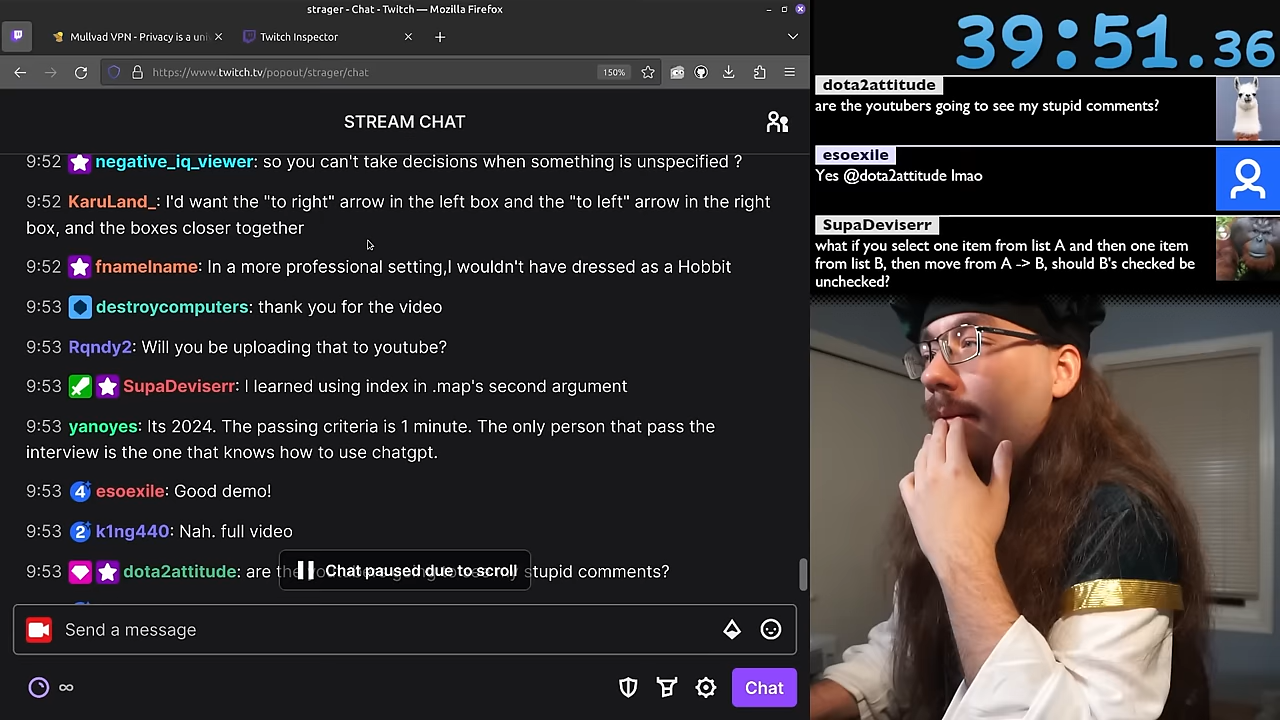 strager - Chat - Twitch — Mozilla Firefox
Mullvad VPN - Privacy is a uni
Twitch Inspector
https://www.twitch.tv/popout/strager/chat
150%
STREAM CHAT
9:52 negative_iq_viewer: so you can't take decisions when something is unspecified ?
9:52 KaruLand_: I'd want the "to right" arrow in the left box and the "to left" arrow in the right
box, and the boxes closer together
9:52 fnamelname: In a more professional setting,I wouldn't have dressed as a Hobbit
9:53 destroycomputers: thank you for the video
9:53 Rqndy2: Will you be uploading that to youtube?
9:53 SupaDeviserr: I learned using index in .map's second argument
9:53 yanoyes: Its 2024. The passing criteria is 1 minute. The only person that pass the
interview is the one that knows how to use chatgpt.
9:53 4 esoexile: Good demo!
9:53 2 k1ng440: Nah. full video
9:53 dota2attitude: are the stupid comments?
Chat paused due to scroll
Send a message
∞
Chat
39:51.36
dota2attitude
are the youtubers going to see my stupid comments?
esoexile
Yes @dota2attitude lmao
SupaDeviserr
what if you select one item from list A and then one item
from list B, then move from A -> B, should B's checked be
unchecked?